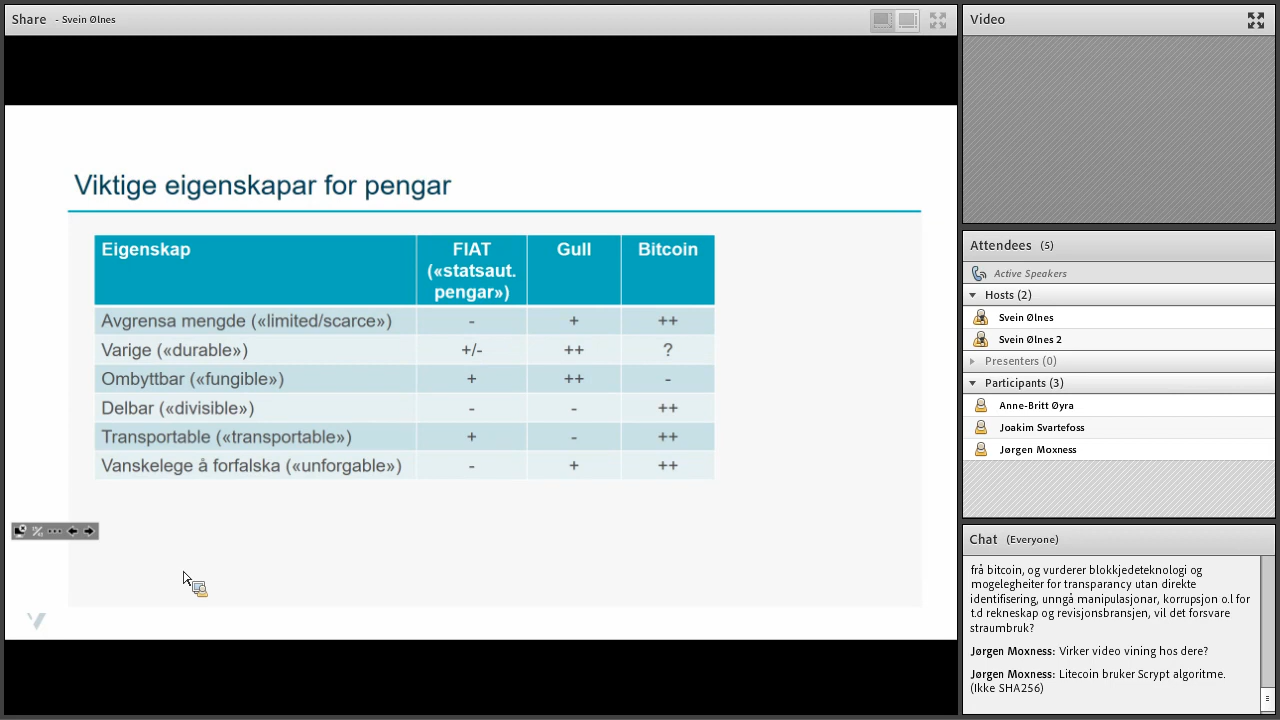 Share - Svein Ølnes
Viktige eigenskapar for pengar
Eigenskap FIAT Gull Bitcoin
(«statsaut.
pengar»)
Avgrensa mengde («limited/scarce») - + ++
Varige («durable») +/- ++ ?
Ombyttbar («fungible») + ++ -
Delbar («divisible») - - ++
Transportable («transportable») + - ++
Vanskelege å forfalska («unforgable») - + ++
Video
Attendees (5)
Active Speakers
Hosts (2)
Svein Ølnes
Svein Ølnes 2
Presenters (0)
Participants (3)
Anne-Britt Øyra
Joakim Svartefoss
Jørgen Moxness
Chat (Everyone)
frå bitcoin, og vurderer blokkjedeteknologi og
mogelegheiter for transparancy utan direkte
identifisering, unngå manipulasjonar, korrupsjon o.l for
t.d rekneskap og revisjonsbransjen, vil det forsvare
straumbruk?
Jørgen Moxness: Virker video vining hos dere?
Jørgen Moxness: Litecoin bruker Scrypt algoritme.
(Ikke SHA256)